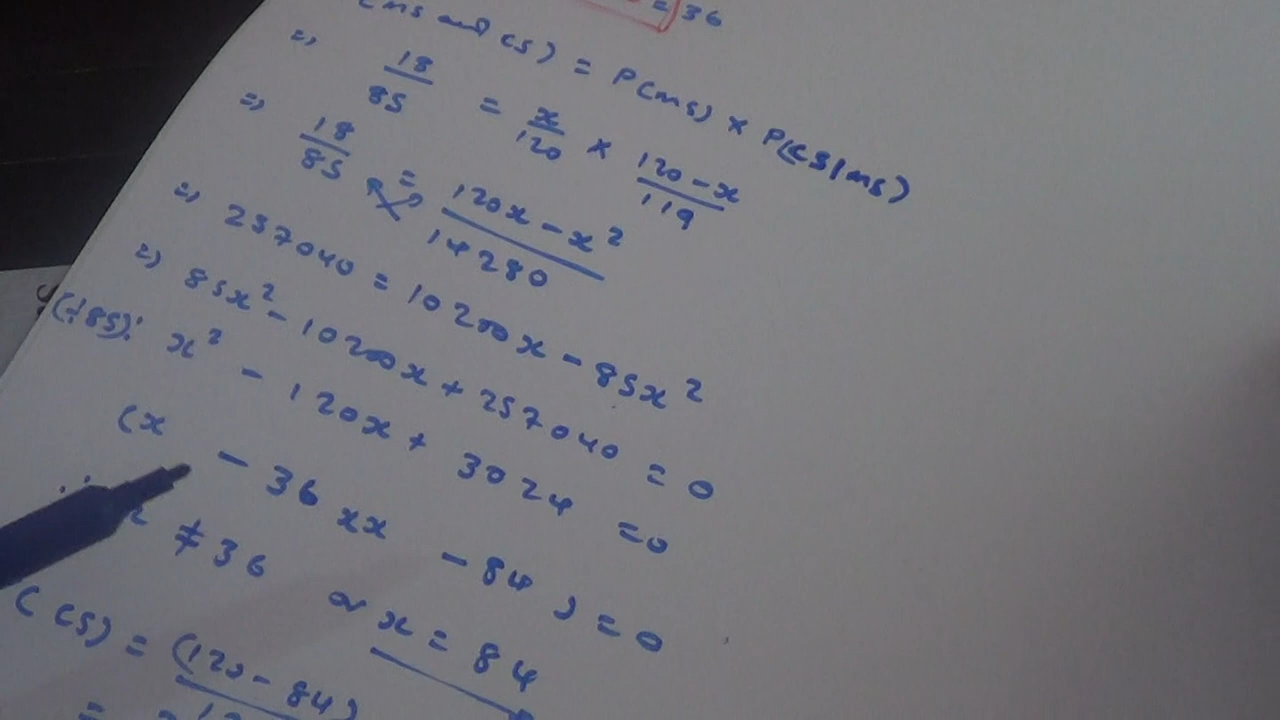 = 36
(ms and CS) = P(ms) × P(CS|ms)
=> 18/85 = x/120 × (120-x)/119
=> 18/85 = (120x - x²)/14280
=> 257040 = 10200x - 85x²
=> 85x² - 10200x + 257040 = 0
(÷85): x² - 120x + 3024 = 0
(x - 36)(x - 84) = 0
∴ x ≠ 36 or x = 84
(CS) = (120 - 84)
=